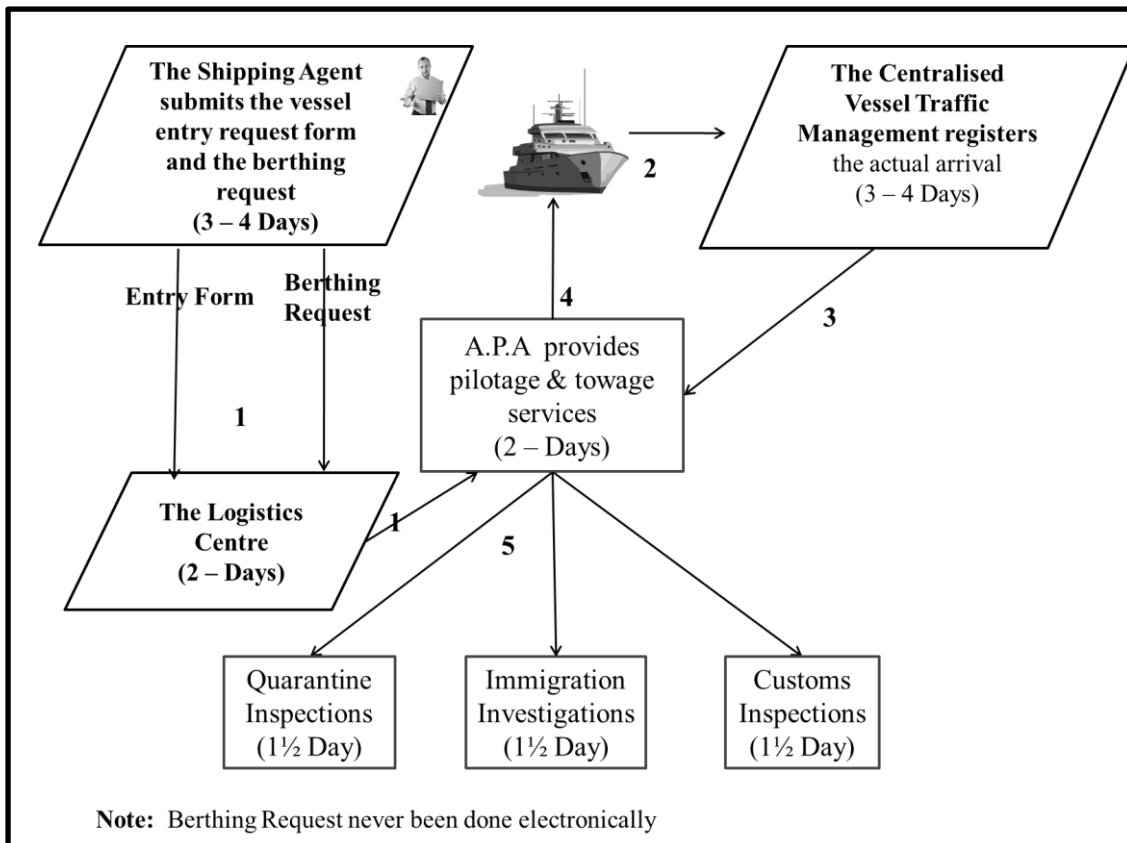 The Shipping Agent
submits the vessel
entry request form
and the berthing
request
(3 – 4 Days)
2
The Centralised
Vessel Traffic
Management registers
the actual arrival
(3 – 4 Days)
Entry Form
Berthing
Request
4
3
A.P.A provides
pilotage & towage
services
(2 – Days)
1
The Logistics
Centre
(2 – Days)
1
5
Quarantine
Inspections
(1½ Day)
Immigration
Investigations
(1½ Day)
Customs
Inspections
(1½ Day)
Note: Berthing Request never been done electronically